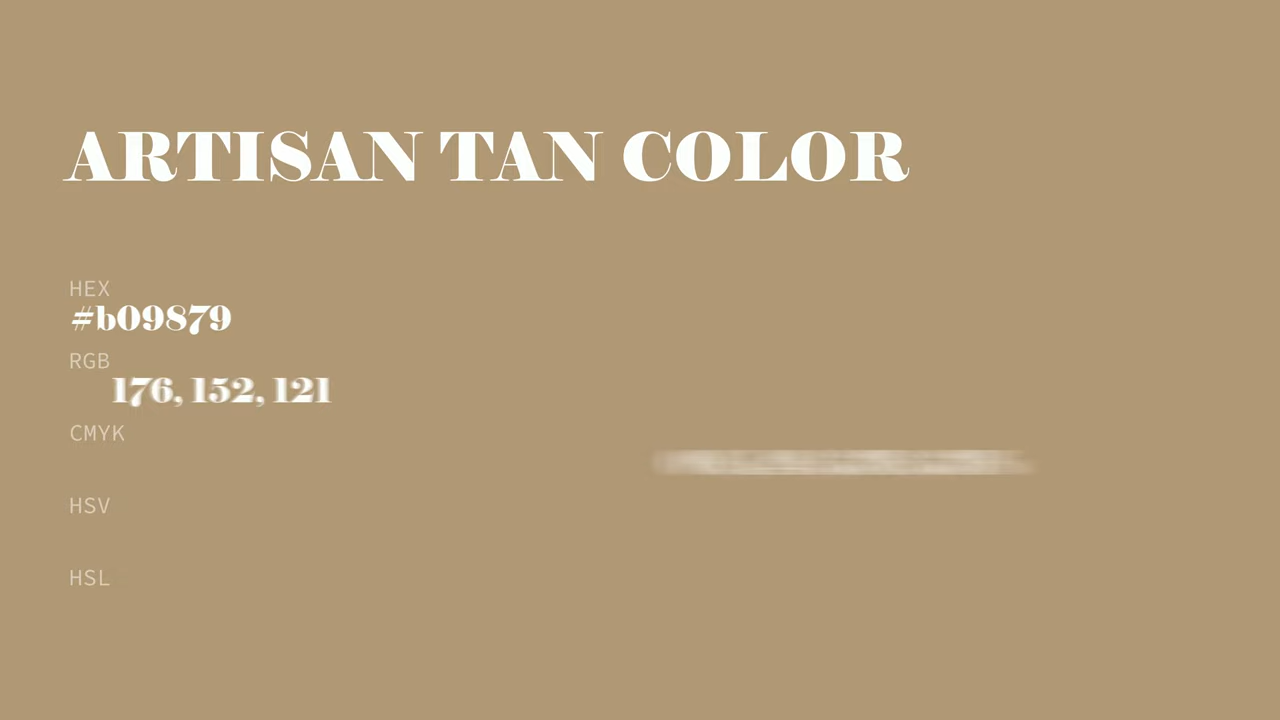 ARTISAN TAN COLOR
HEX
#b09879
RGB
176, 152, 121
CMYK
HSV
HSL